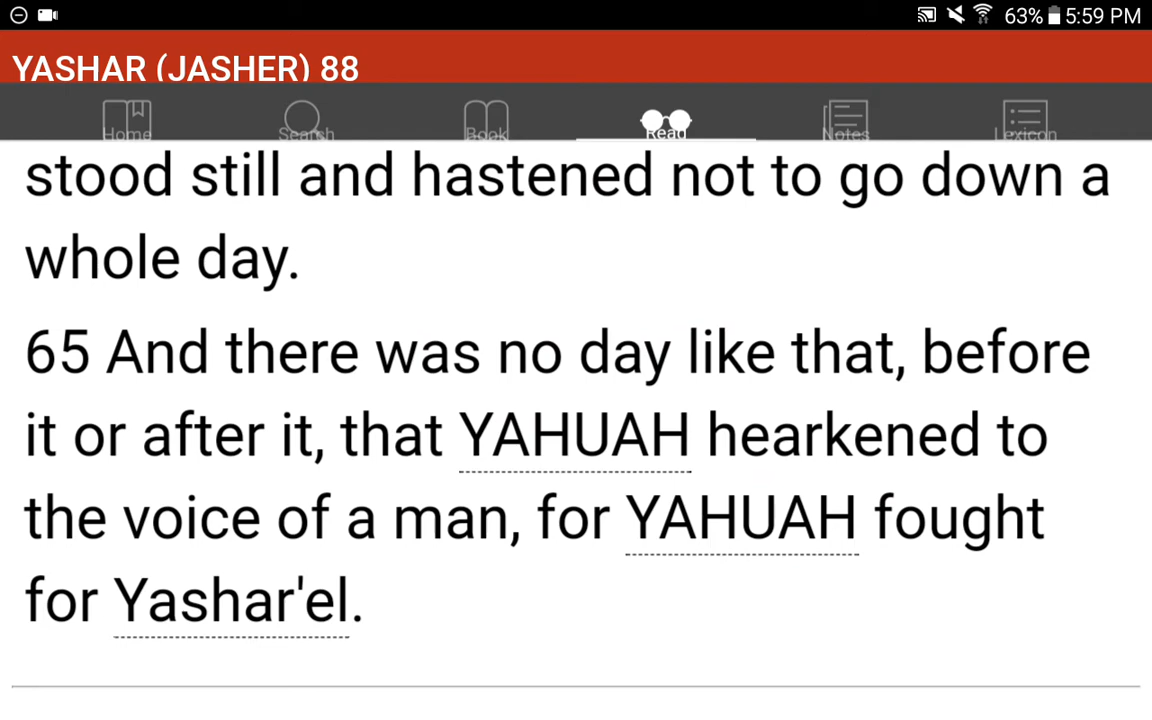 63% 5:59 PM
YASHAR (JASHER) 88
Home Search Book Read Notes Lexicon
stood still and hastened not to go down a
whole day.
65 And there was no day like that, before
it or after it, that YAHUAH hearkened to
the voice of a man, for YAHUAH fought
for Yashar'el.